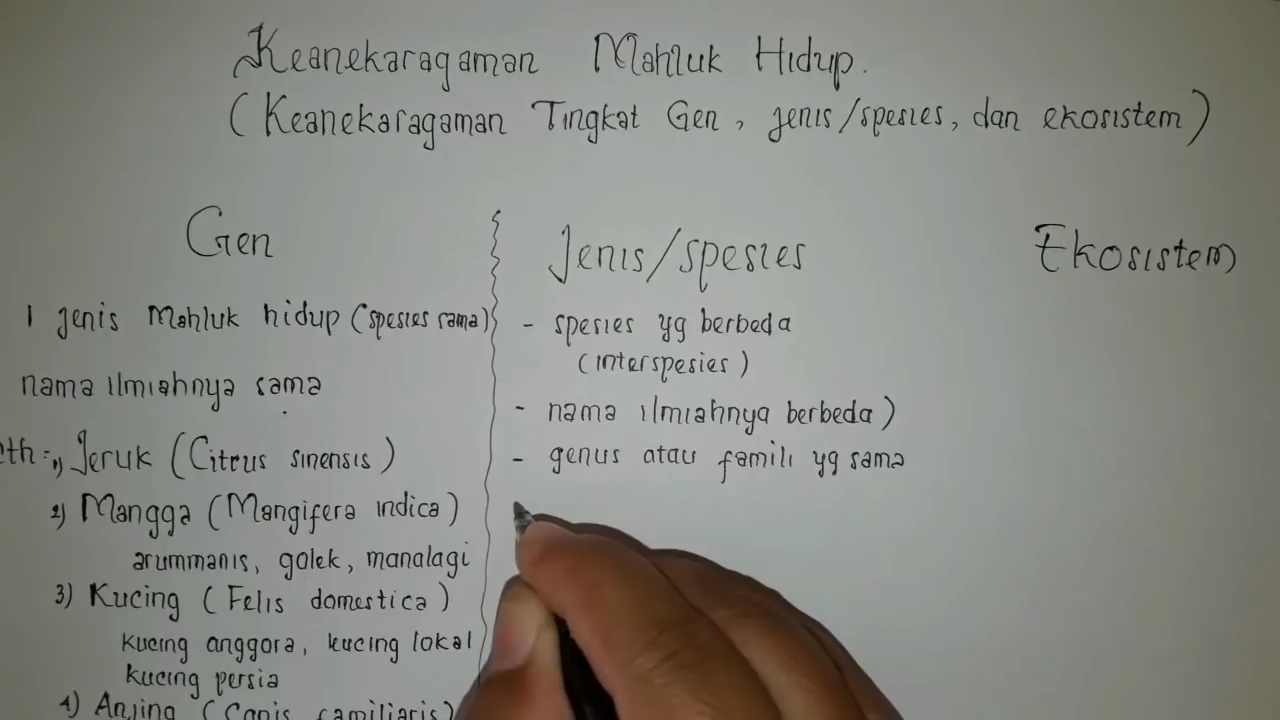 Keanekaragaman Mahluk Hidup.
(Keanekaragaman Tingkat Gen, jenis/spesies, dan ekosistem)
Gen
1 jenis Mahluk hidup (spesies sama)
nama ilmiahnya sama
cth: 1) Jeruk (Citrus sinensis)
2) Mangga (Mangifera indica)
arummanis, golek, manalagi
3) Kucing (Felis domestica)
kucing anggora, kucing lokal
kucing persia
4) Anjing (Canis familiaris)
Jenis/spesies
- spesies yg berbeda
(interspesies)
- nama ilmiahnya berbeda)
- genus atau famili yg sama
Ekosistem